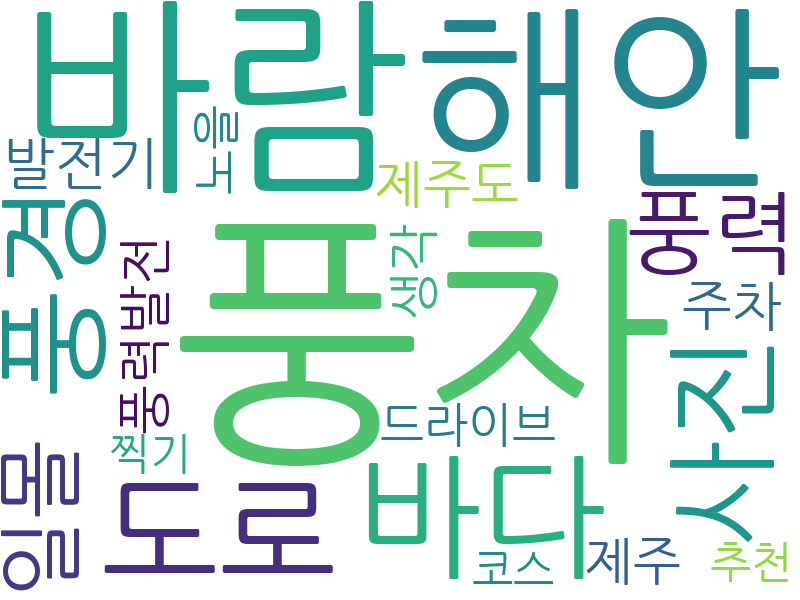 바람
해안
노을
발전기
제주도
풍경
풍력
생각
풍차
풍력발전
주차
사진
드라이브
찍기
일몰
도로
바다
코스
제주
추천